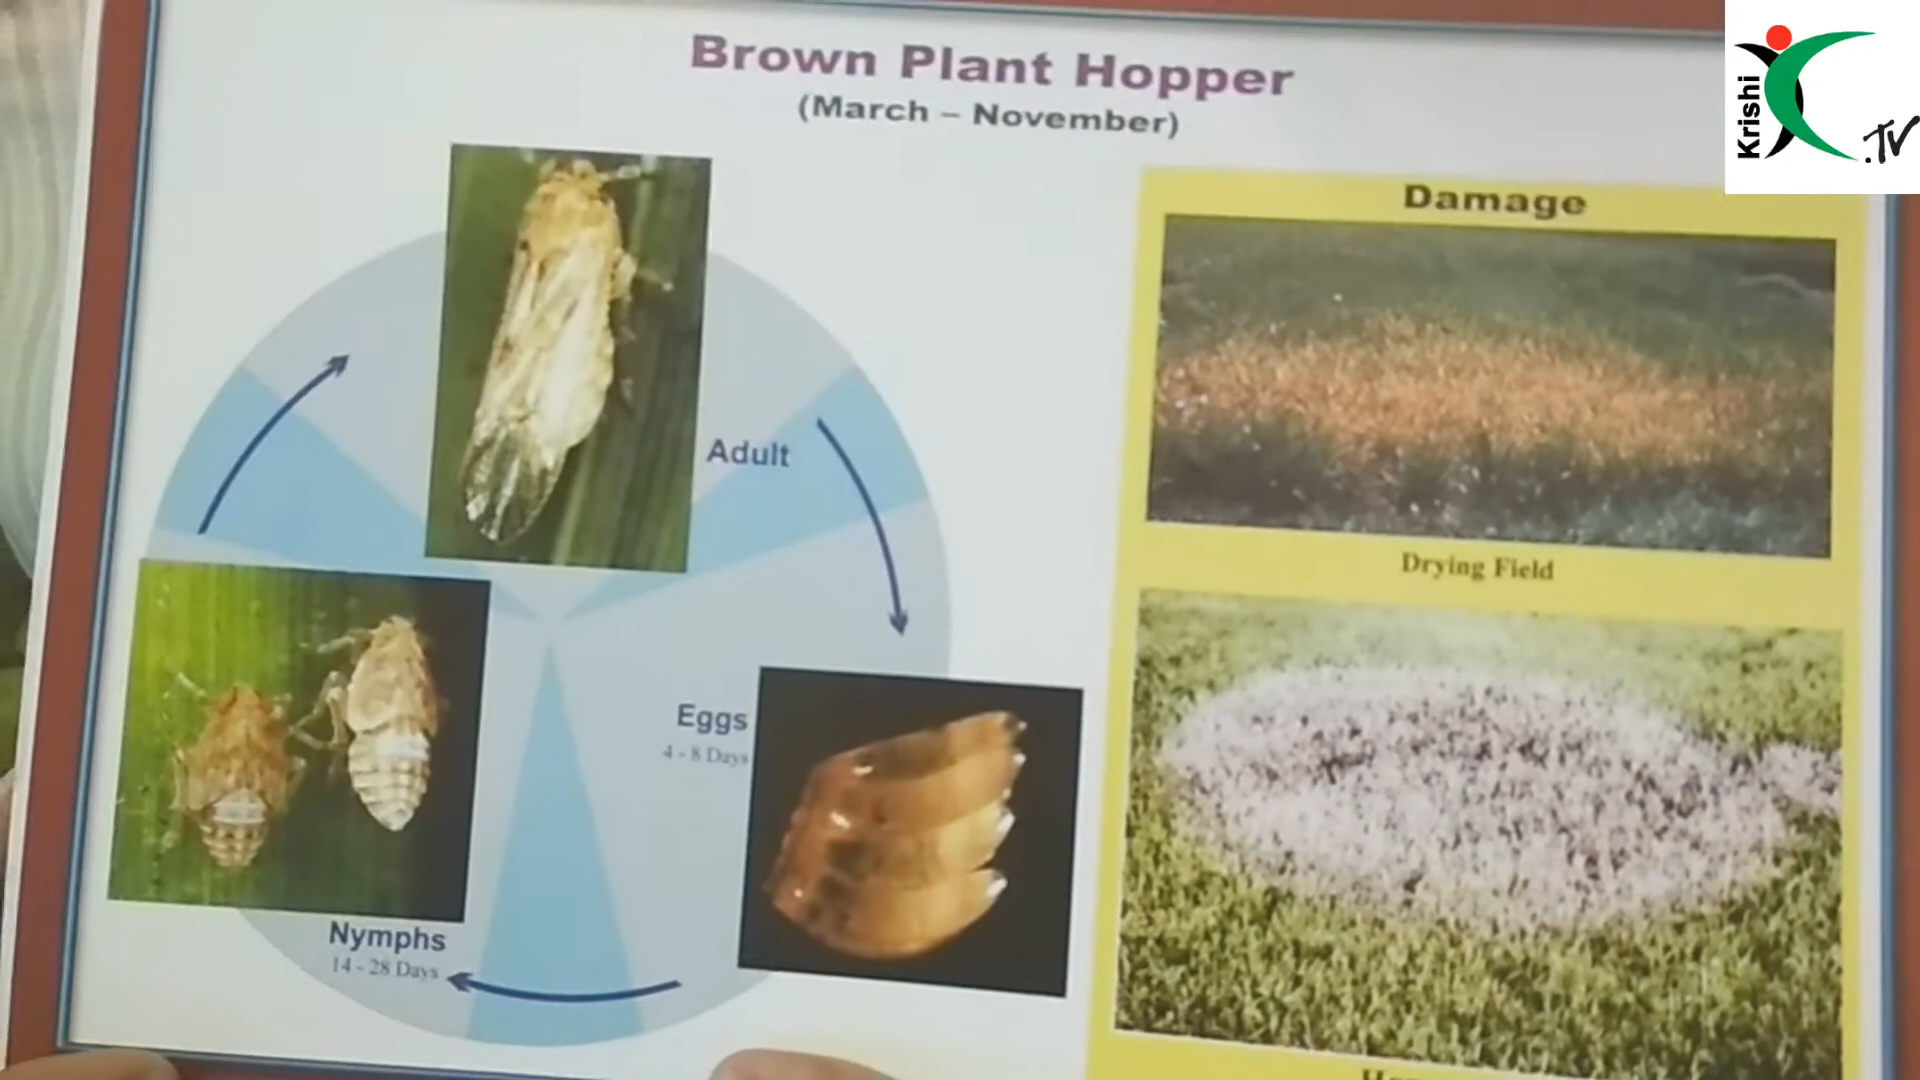 Brown Plant Hopper
(March – November)
Krishi
.TV
Damage
Adult
Drying Field
Eggs
4 - 8 Days
Nymphs
14 - 28 Days